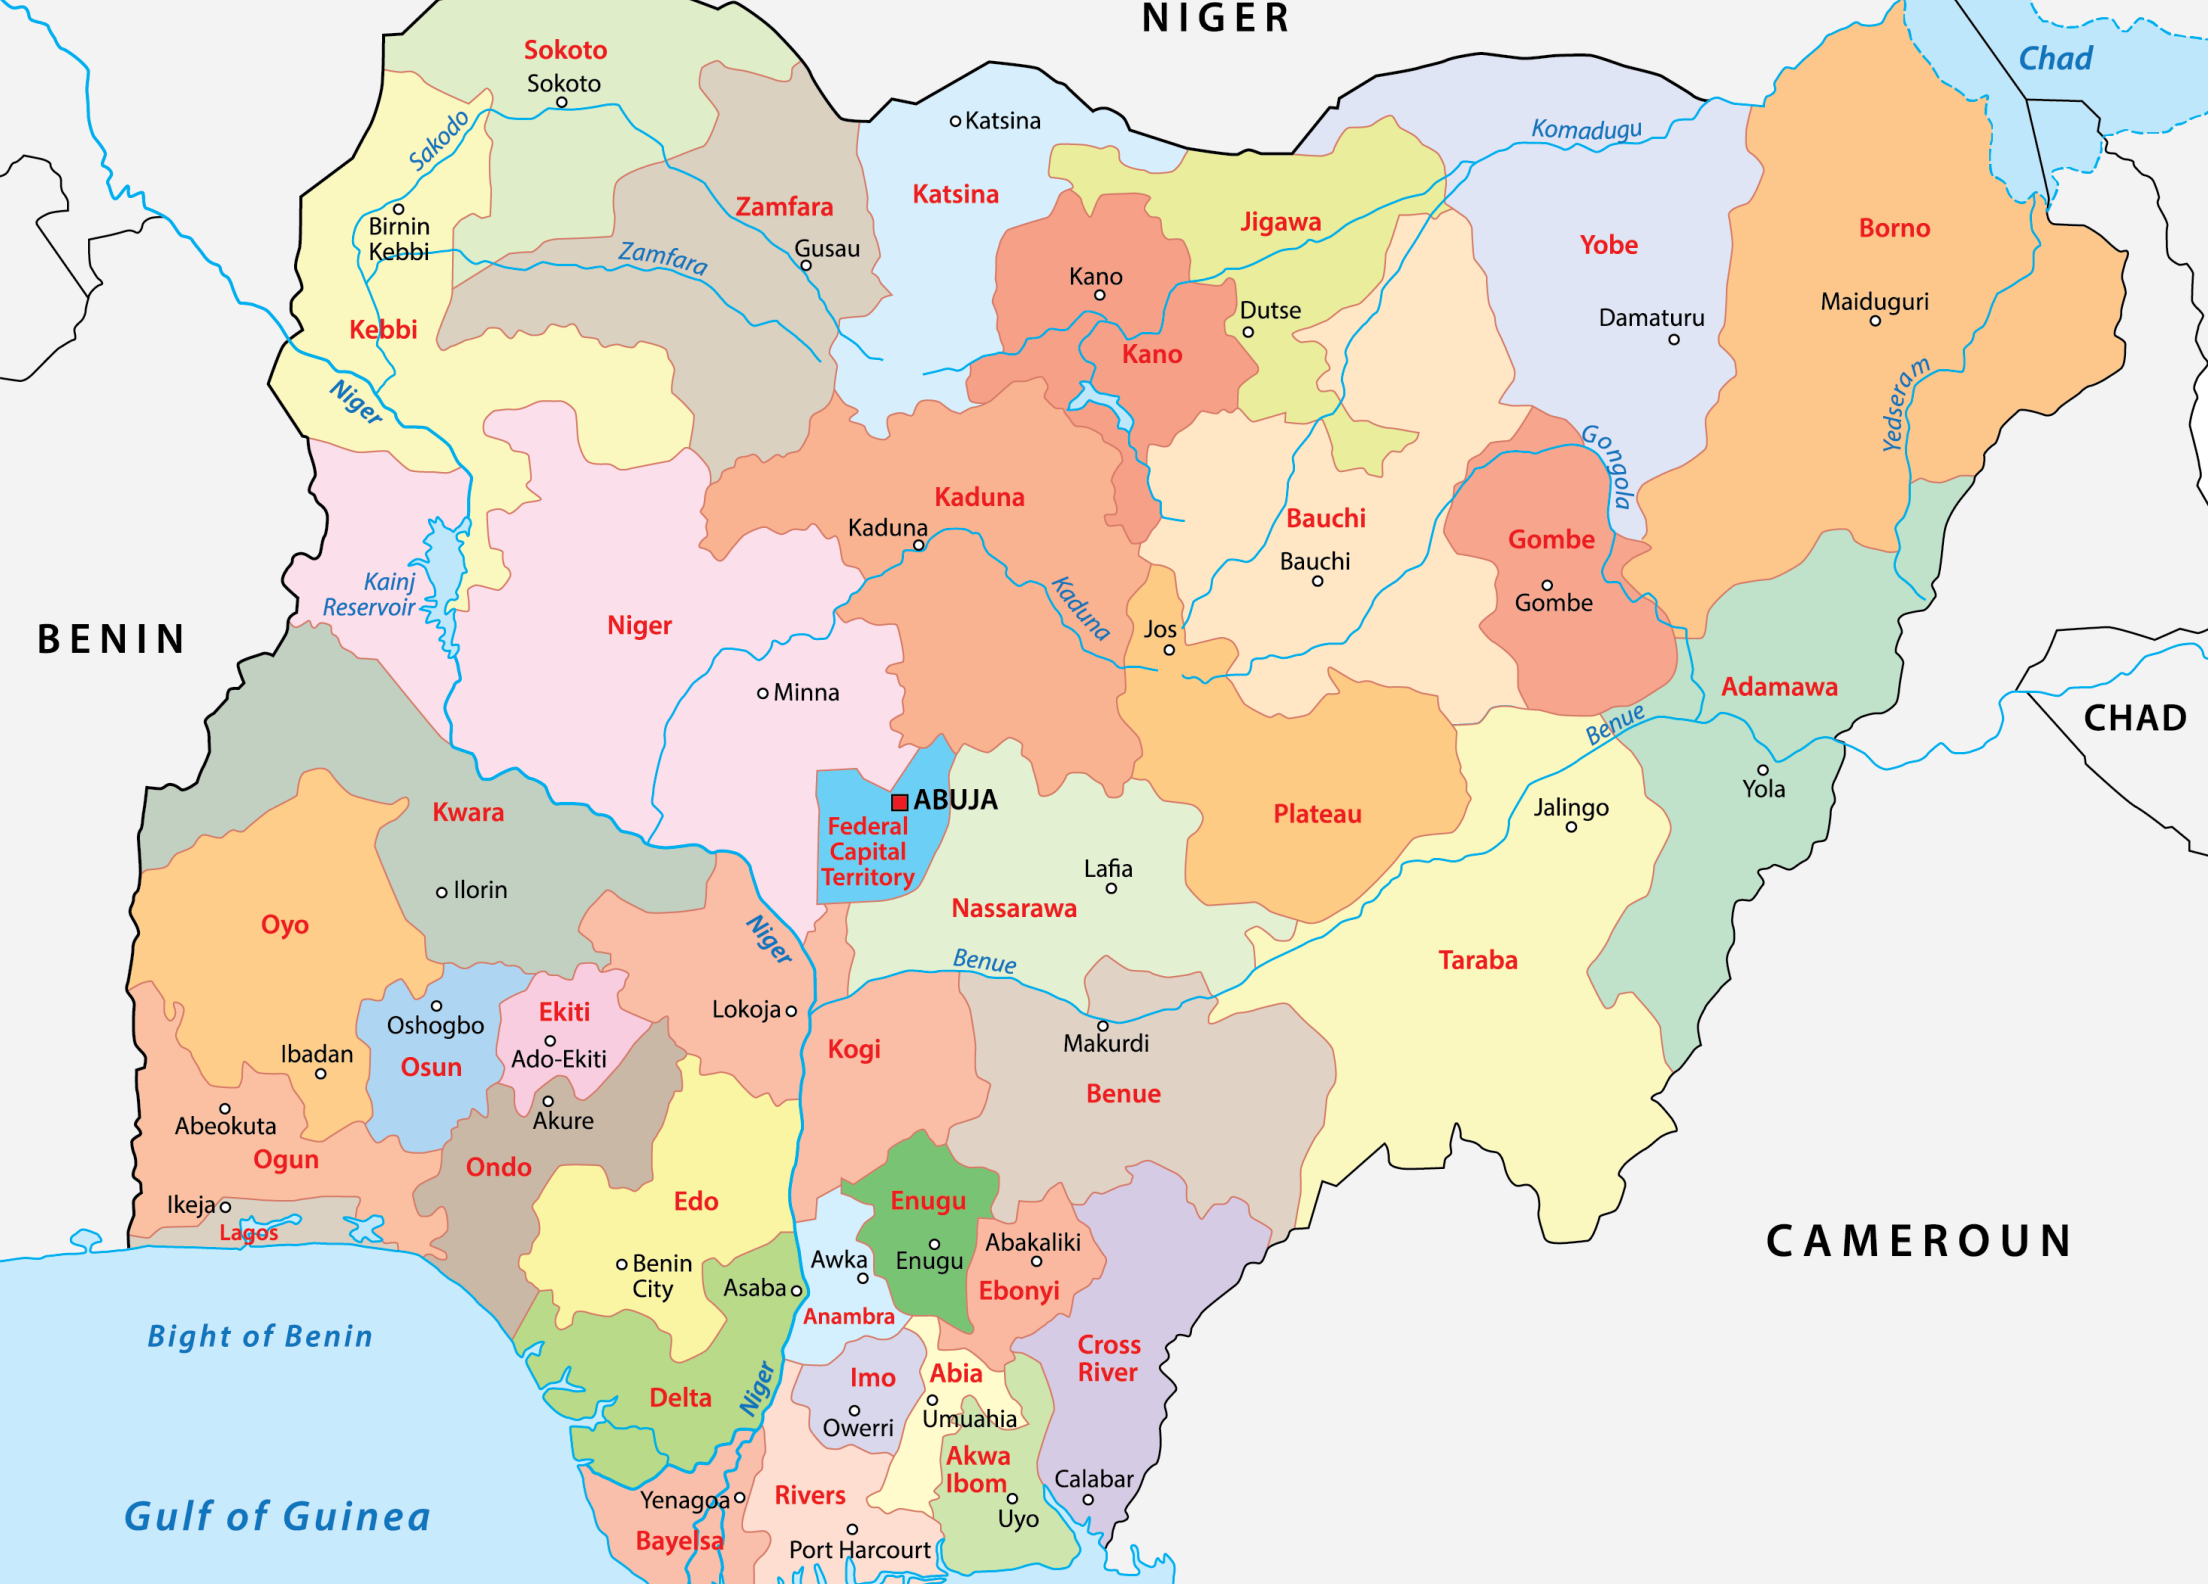 NIGER
Sokoto
Sokoto
Chad
Sakodo
Katsina
Komadugu
Katsina
Zamfara
Jigawa
Yobe
Borno
Birnin
Kebbi
Zamfara
Gusau
Kano
Dutse
Maiduguri
Damaturu
Kebbi
Kano
Niger
Yedseram
Gongola
Kaduna
Kaduna
Bauchi
Bauchi
Gombe
Gombe
Kainj
Reservoir
BENIN
Niger
Kaduna
Jos
Minna
Adamawa
Benue
CHAD
Yola
ABUJA
Federal
Capital
Territory
Kwara
Plateau
Jalingo
Ilorin
Lafia
Nassarawa
Oyo
Niger
Benue
Taraba
Oshogbo
Ekiti
Lokoja
Ado-Ekiti
Ibadan
Osun
Kogi
Makurdi
Benue
Abeokuta
Akure
Ogun
Ondo
Ikeja
Lagos
Edo
Enugu
CAMEROUN
Benin
City
Asaba
Awka
Enugu
Abakaliki
Ebonyi
Anambra
Bight of Benin
Cross
River
Delta
Niger
Imo
Abia
Owerri
Umuahia
Akwa
Ibom
Calabar
Gulf of Guinea
Yenagoa
Rivers
Uyo
Bayelsa
Port Harcourt